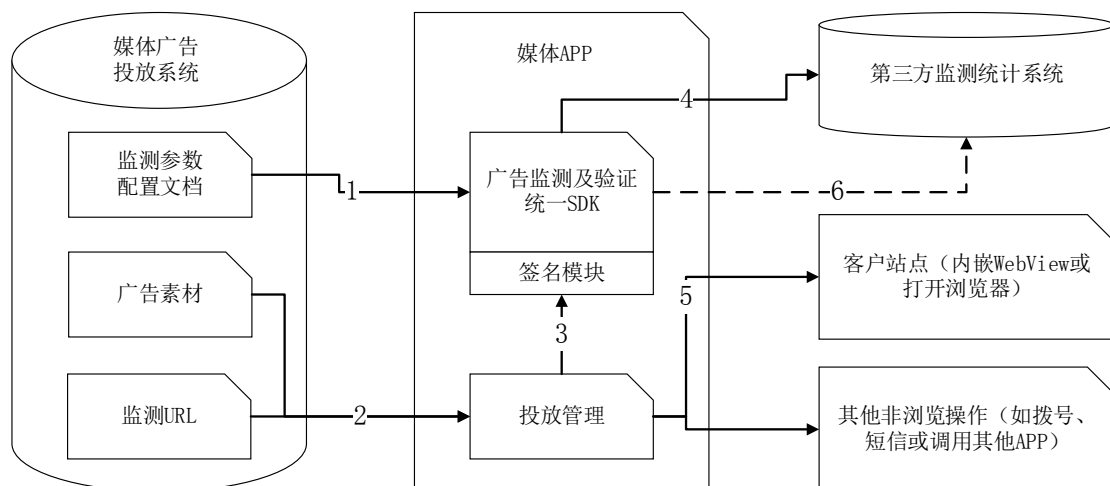 媒体广告
投放系统
监测参数
配置文档
广告素材
监测URL
1
2
媒体APP
广告监测及验证
统一SDK
签名模块
3
投放管理
4
6
5
第三方监测统计系统
客户站点（内嵌WebView或
打开浏览器）
其他非浏览操作（如拨号、
短信或调用其他APP）